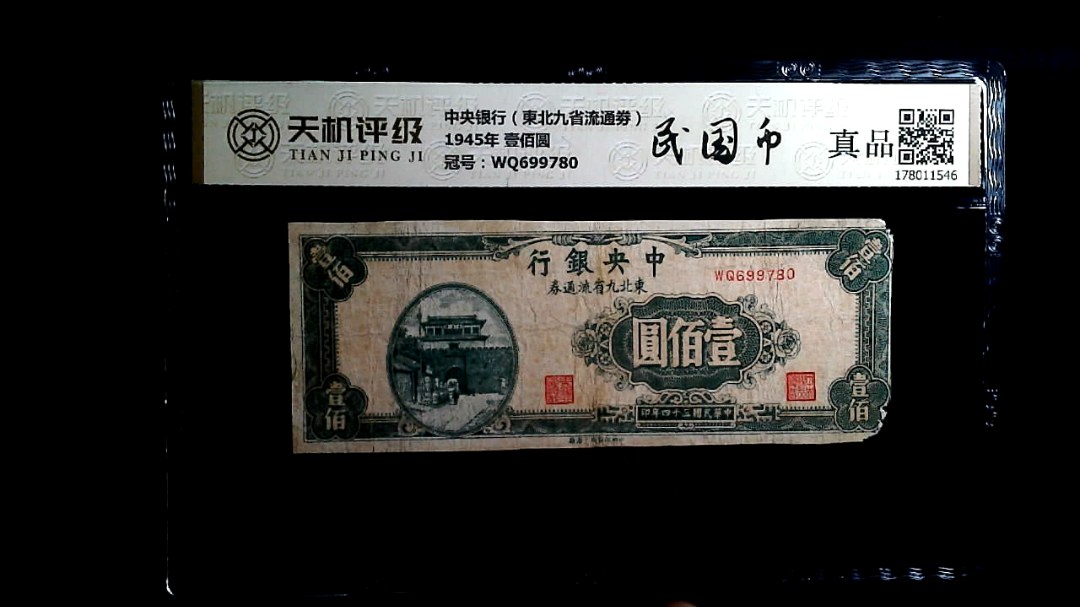 天机评级
TIAN JI PING JI
中央银行（東北九省流通券）
1945年 壹佰圓
冠号：WQ699780
民国币
真品
178011546
壹佰
壹佰
行銀央中
WQ699780
券通流省九北東
圓佰壹
壹佰
壹佰
印年四十三國民華中